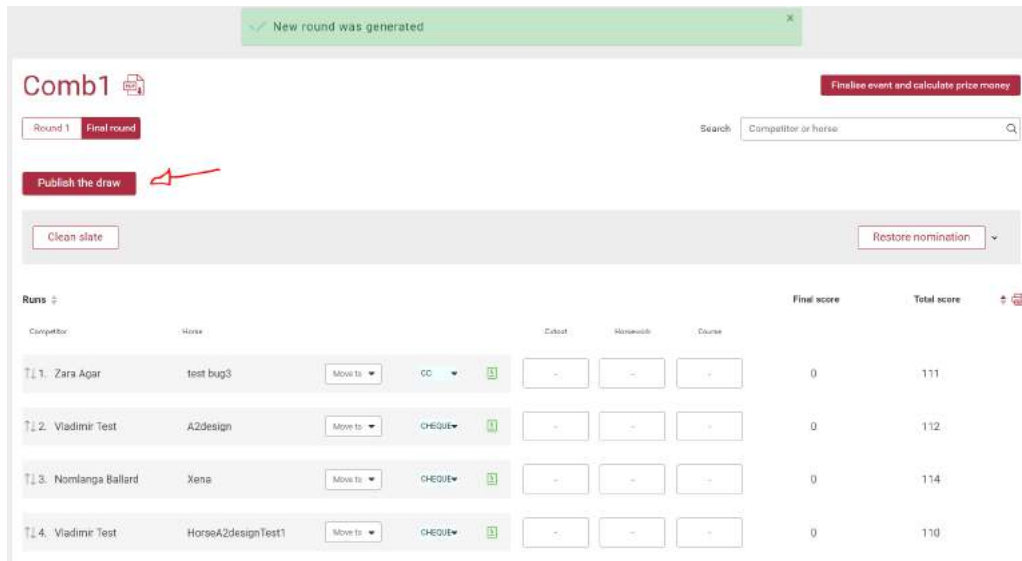 New round was generated x
Comb1
Finalise event and calculate prize money
Round 1 Final round
Search Competitor or horse
Publish the draw
Clean slate Restore nomination
Runs Final score Total score
Competitor Horse Cutout Homework Course
1. Zara Agar test bug3 Move to CC - - - 0 111
2. Vladimir Test A2design Move to CHEQUE - - - 0 112
3. Nomlanga Ballard Xena Move to CHEQUE - - - 0 114
4. Vladimir Test HorseA2designTest1 Move to CHEQUE - - - 0 110